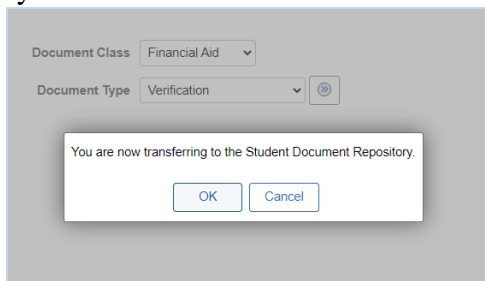 Document Class Financial Aid
Document Type Verification
You are now transferring to the Student Document Repository.
OK Cancel